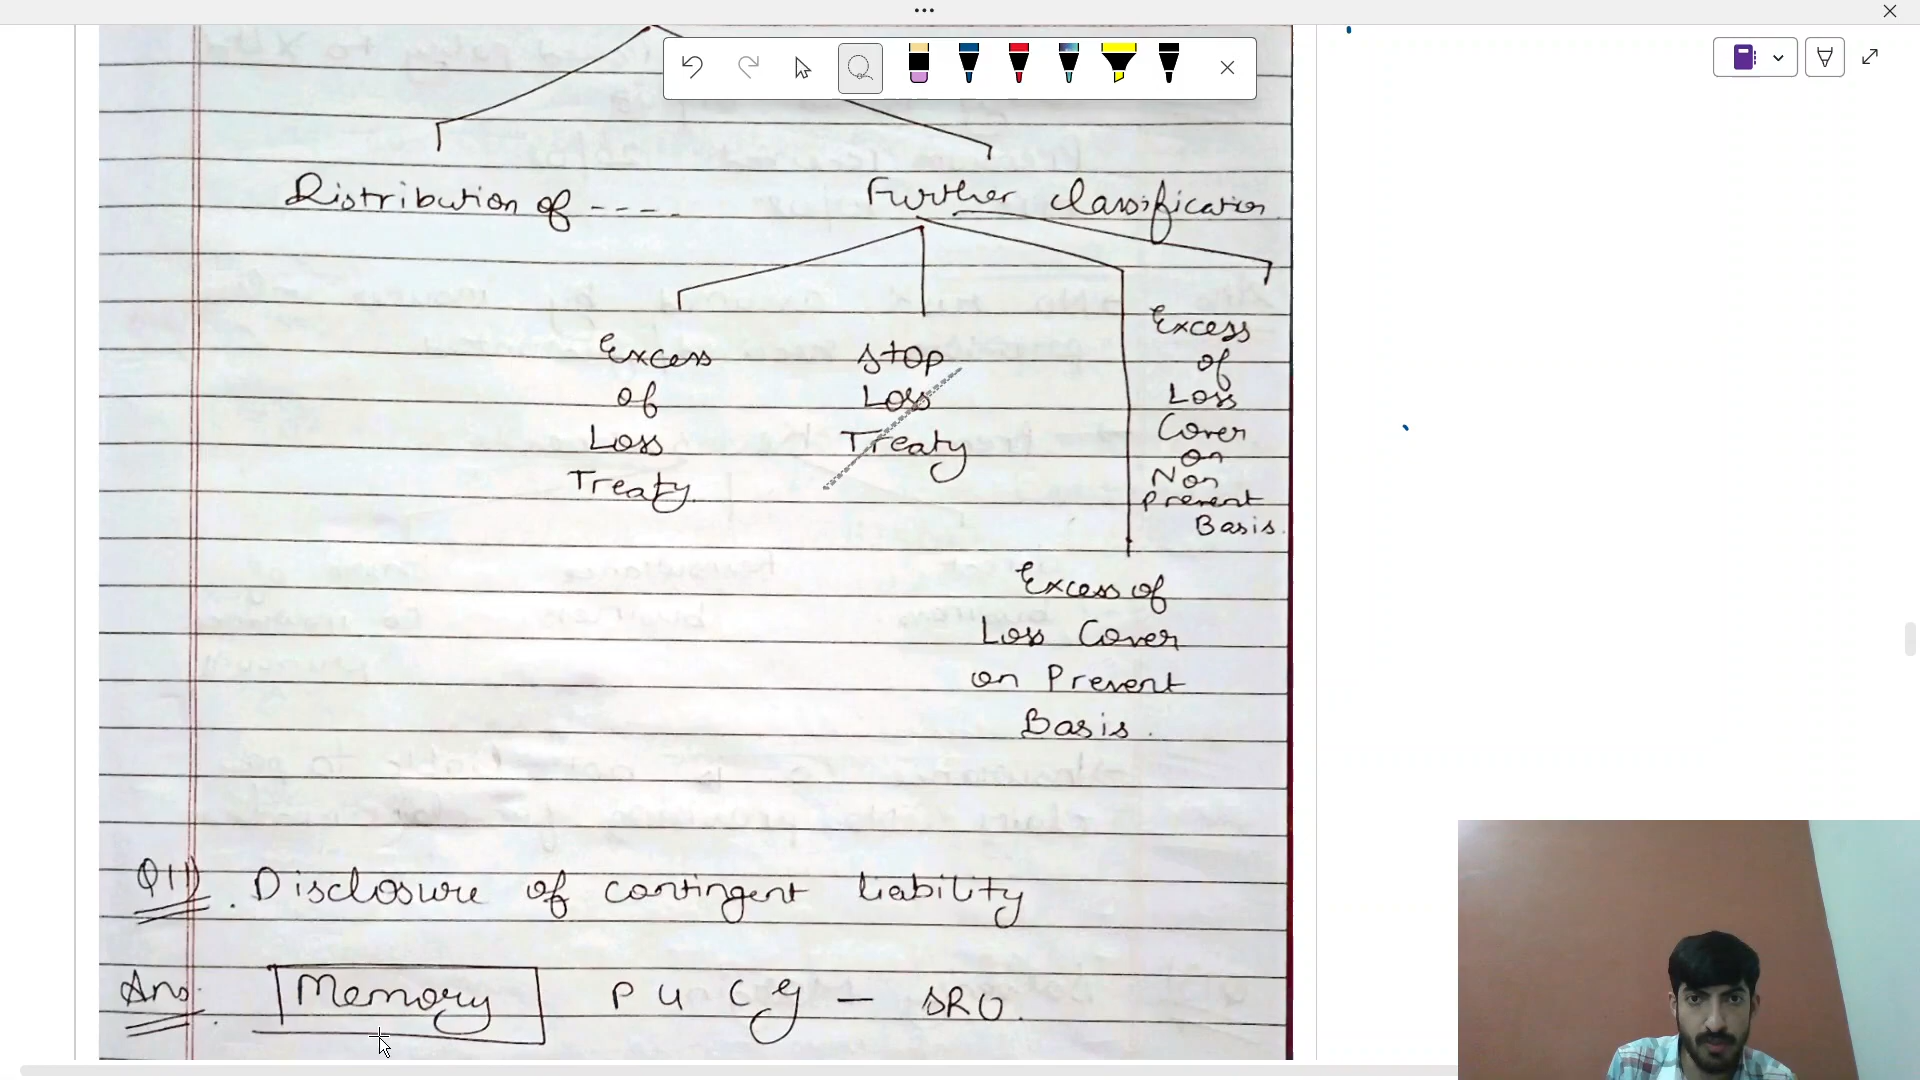 Distribution of ----
Further classification
Excess
of
Loss
Treaty
Stop
Loss
Treaty
Excess
of
Loss
Cover
on
Non
Prevent
Basis.
Excess of
Loss Cover
on Prevent
Basis.
Q11). Disclosure of contingent liability
Ans. Memory P U C G — SRO.